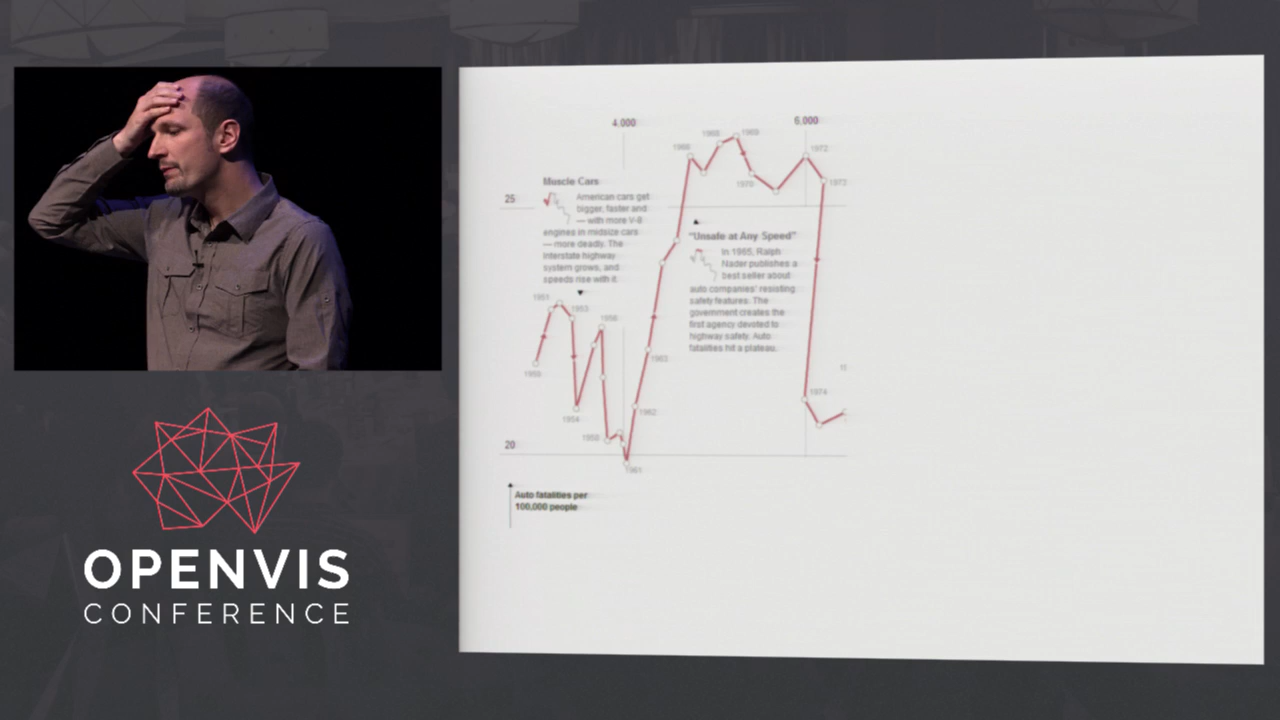 4,000
6,000
1966
1968
1969
1972
1970
1973
Muscle Cars
American cars get
bigger, faster and
— with more V-8
engines in midsize cars
— more deadly. The
interstate highway
system grows, and
speeds rise with it.
25
"Unsafe at Any Speed"
In 1965, Ralph
Nader publishes a
best seller about
auto companies' resisting
safety features. The
government creates the
first agency devoted to
highway safety. Auto
fatalities hit a plateau.
1951
1953
1956
1950
1963
1954
1962
1974
1958
20
1961
Auto fatalities per
100,000 people
OPENVIS
CONFERENCE